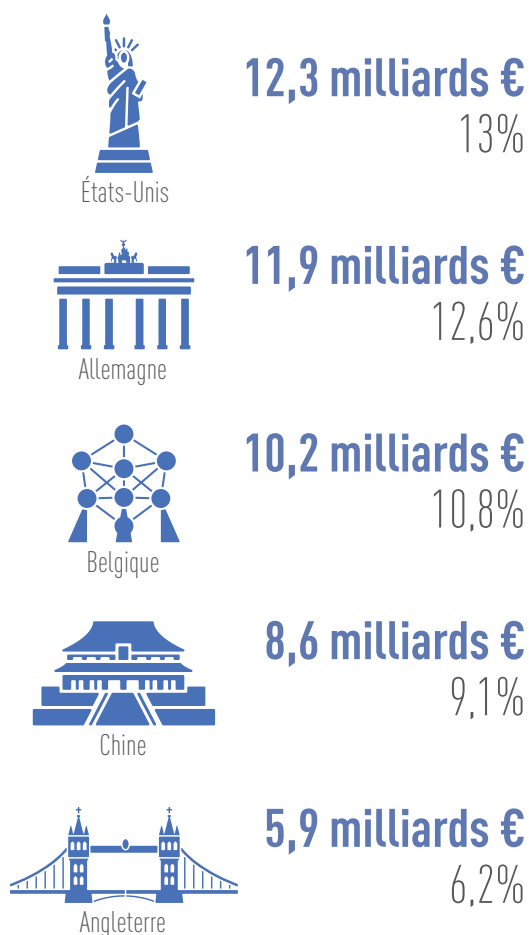 12,3 milliards €
13%
États-Unis
11,9 milliards €
12,6%
Allemagne
10,2 milliards €
10,8%
Belgique
8,6 milliards €
9,1%
Chine
5,9 milliards €
6,2%
Angleterre